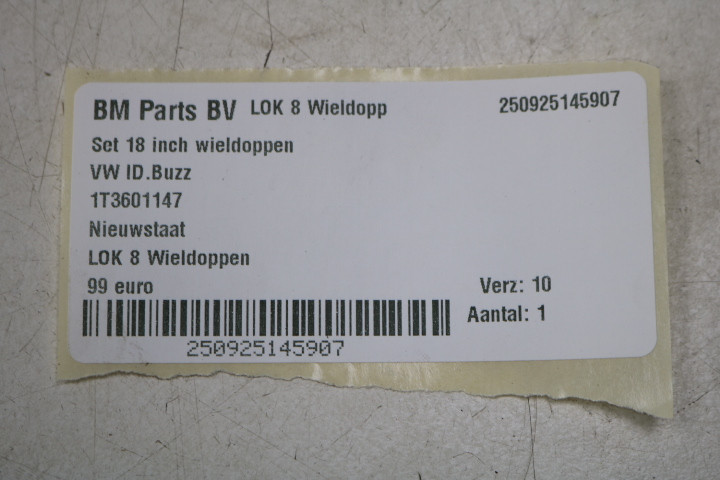 BM Parts BV LOK 8 Wieldopp 250925145907
Set 18 inch wieldoppen
VW ID.Buzz
1T3601147
Nieuwstaat
LOK 8 Wieldoppen
99 euro Verz: 10
Aantal: 1
250925145907